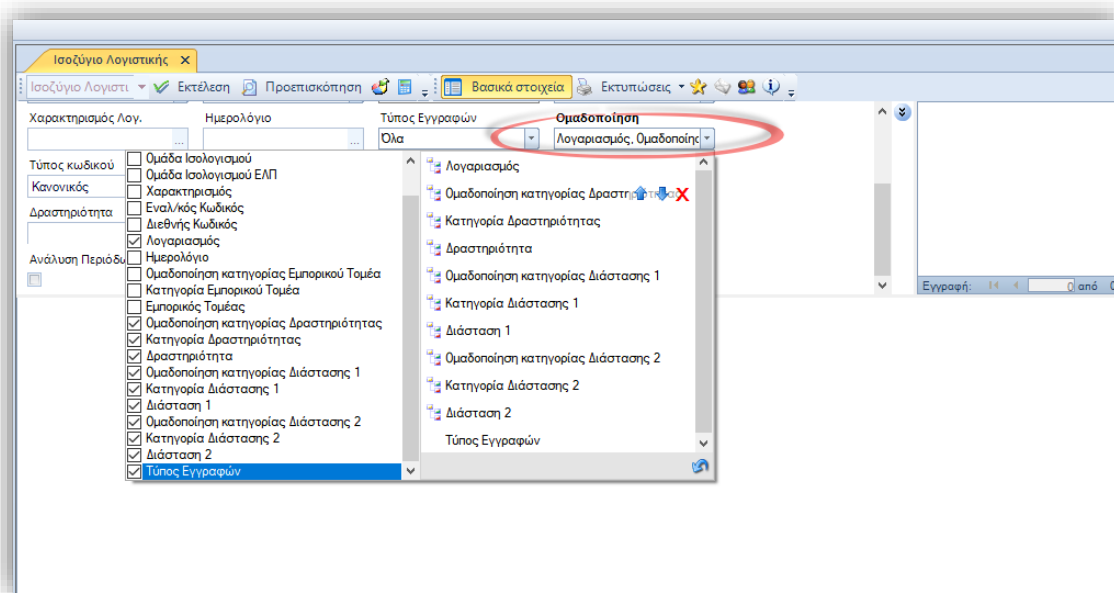 Ισοζύγιο Λογιστικής X
Ισοζύγιο Λογιστι Εκτέλεση Προεπισκόπηση Βασικά στοιχεία Εκτυπώσεις
Χαρακτηρισμός Λογ. Ημερολόγιο Τύπος Εγγραφών Ομαδοποίηση
... ... Όλα Λογαριασμός, Ομαδοποίησ
Τύπος κωδικού
Κανονικός
Δραστηριότητα
Ανάλυση Περιόδω
Ομάδα Ισολογισμού
Ομάδα Ισολογισμού ΕΛΠ
Χαρακτηρισμός
Εναλ/κός Κωδικός
Διεθνής Κωδικός
Λογαριασμός
Ημερολόγιο
Ομαδοποίηση κατηγορίας Εμπορικού Τομέα
Κατηγορία Εμπορικού Τομέα
Εμπορικός Τομέας
Ομαδοποίηση κατηγορίας Δραστηριότητας
Κατηγορία Δραστηριότητας
Δραστηριότητα
Ομαδοποίηση κατηγορίας Διάστασης 1
Κατηγορία Διάστασης 1
Διάσταση 1
Ομαδοποίηση κατηγορίας Διάστασης 2
Κατηγορία Διάστασης 2
Διάσταση 2
Τύπος Εγγραφών
Λογαριασμός
Ομαδοποίηση κατηγορίας Δραστηριότητας X
Κατηγορία Δραστηριότητας
Δραστηριότητα
Ομαδοποίηση κατηγορίας Διάστασης 1
Κατηγορία Διάστασης 1
Διάσταση 1
Ομαδοποίηση κατηγορίας Διάστασης 2
Κατηγορία Διάστασης 2
Διάσταση 2
Τύπος Εγγραφών
Εγγραφή: 0 από 0